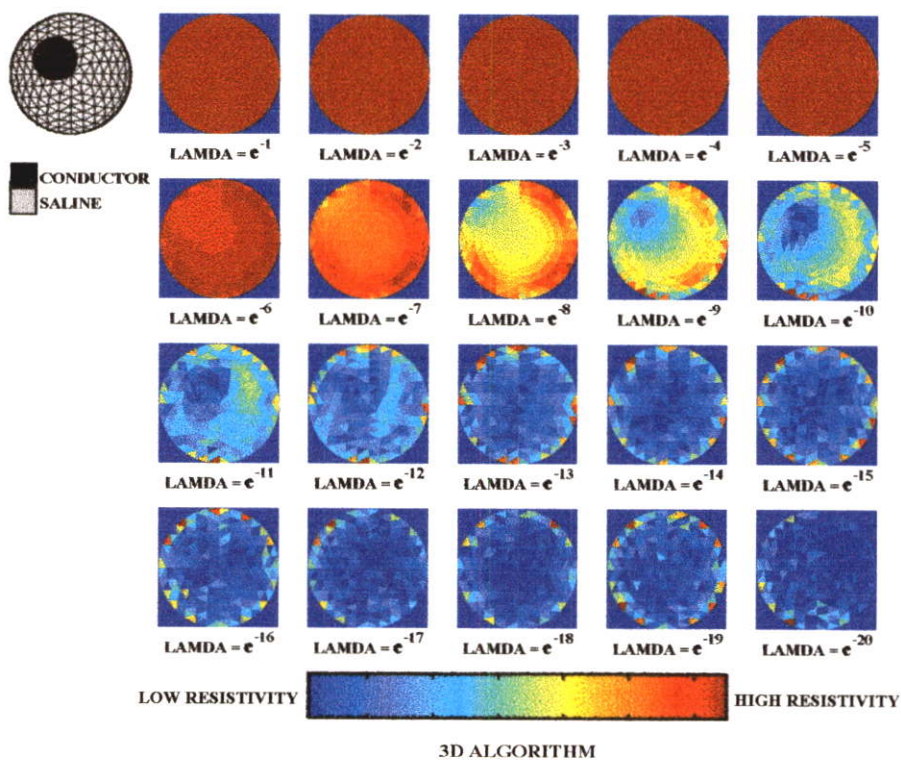 LAMDA = e-1 LAMDA = e-2 LAMDA = e-3 LAMDA = e-4 LAMDA = e-5
CONDUCTOR
SALINE
LAMDA = e-6 LAMDA = e-7 LAMDA = e-8 LAMDA = e-9 LAMDA = e-10
LAMDA = e-11 LAMDA = e-12 LAMDA = e-13 LAMDA = e-14 LAMDA = e-15
LAMDA = e-16 LAMDA = e-17 LAMDA = e-18 LAMDA = e-19 LAMDA = e-20
LOW RESISTIVITY HIGH RESISTIVITY
3D ALGORITHM